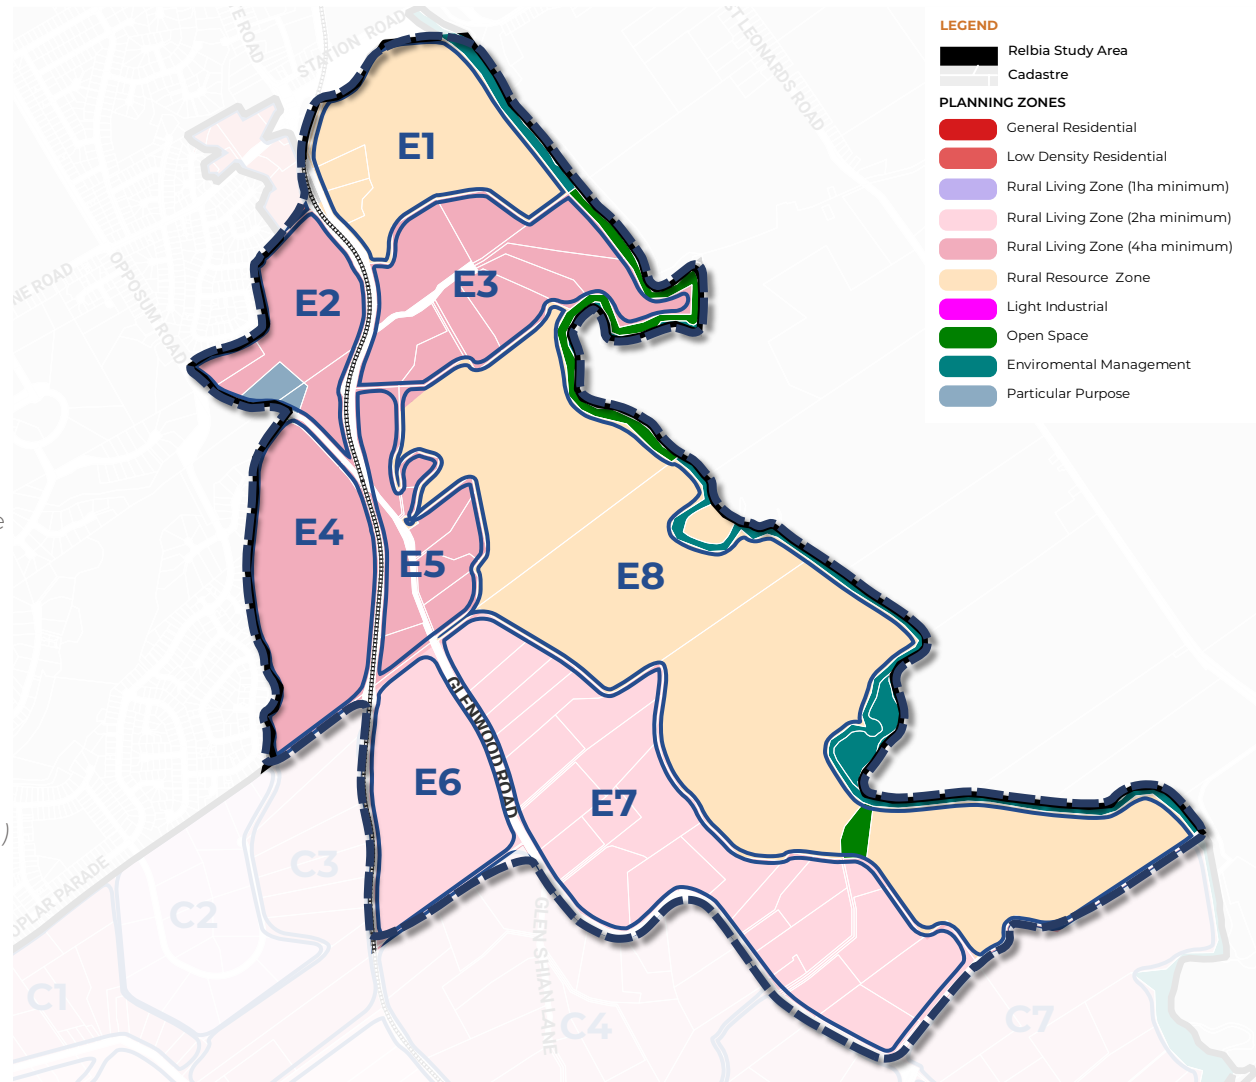 STATION ROAD
E ROAD
ST LEONARDS ROAD
NE ROAD
OPPOSUM ROAD
E1
E2
E3
E4
E5
E8
E6
E7
GLENWOOD ROAD
e
)
OPLAR PARADE
GLEN SHIAN LANE
C3
C2
C1
C4
C7
LEGEND
Relbia Study Area
Cadastre
PLANNING ZONES
General Residential
Low Density Residential
Rural Living Zone (1ha minimum)
Rural Living Zone (2ha minimum)
Rural Living Zone (4ha minimum)
Rural Resource Zone
Light Industrial
Open Space
Enviromental Management
Particular Purpose